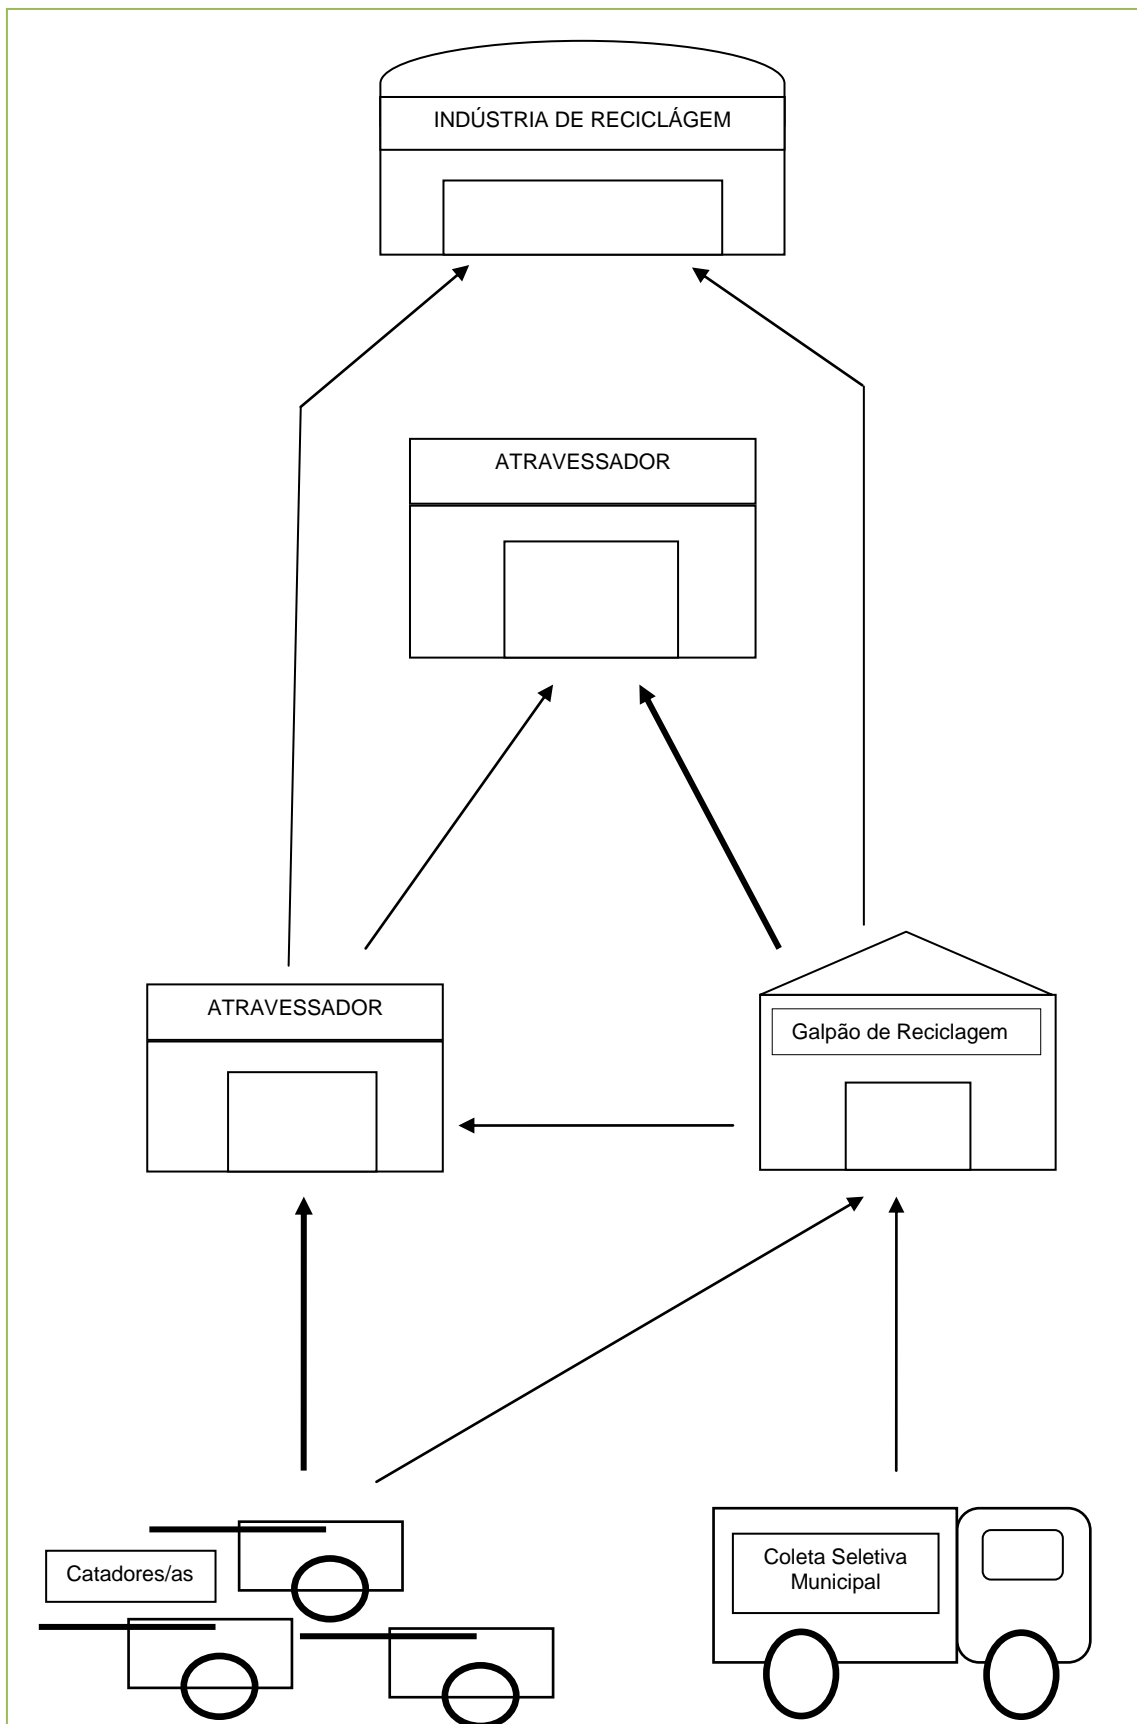 INDÚSTRIA DE RECICLÁGEM
ATRAVESSADOR
ATRAVESSADOR
Galpão de Reciclagem
Catadores/as
Coleta Seletiva
Municipal